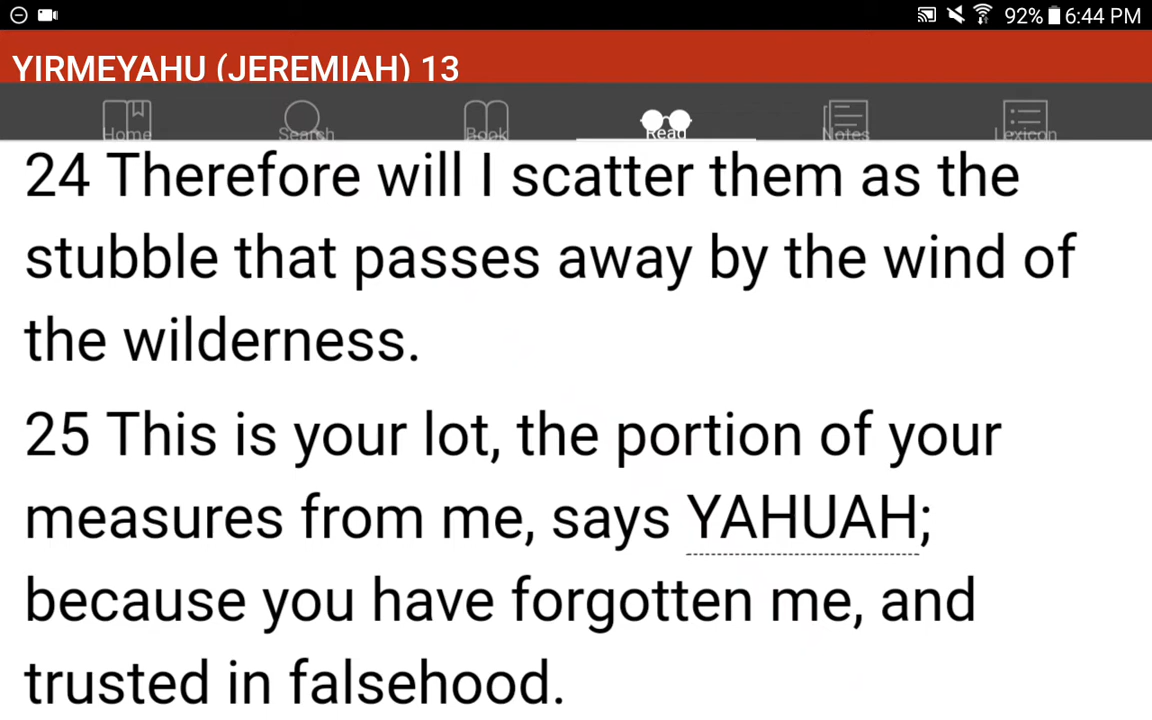 92% 6:44 PM
YIRMEYAHU (JEREMIAH) 13
Home Search Book Read Notes Lexicon
24 Therefore will I scatter them as the
stubble that passes away by the wind of
the wilderness.
25 This is your lot, the portion of your
measures from me, says YAHUAH;
because you have forgotten me, and
trusted in falsehood.